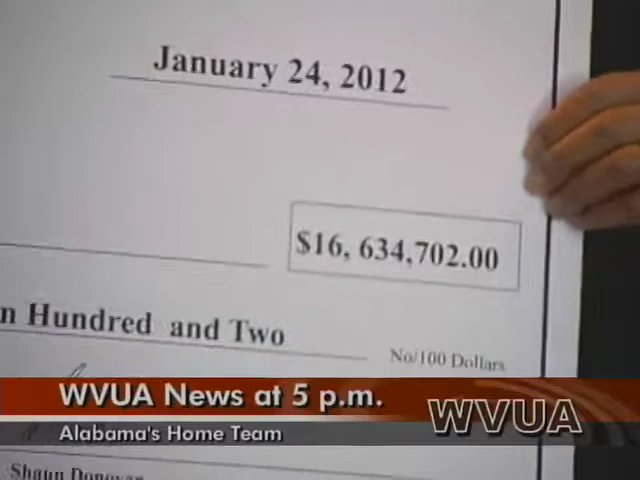 January 24, 2012
$16, 634,702.00
n Hundred and Two
No/100 Dollars
WVUA News at 5 p.m.
WVUA
Alabama's Home Team
Shaun Donovan